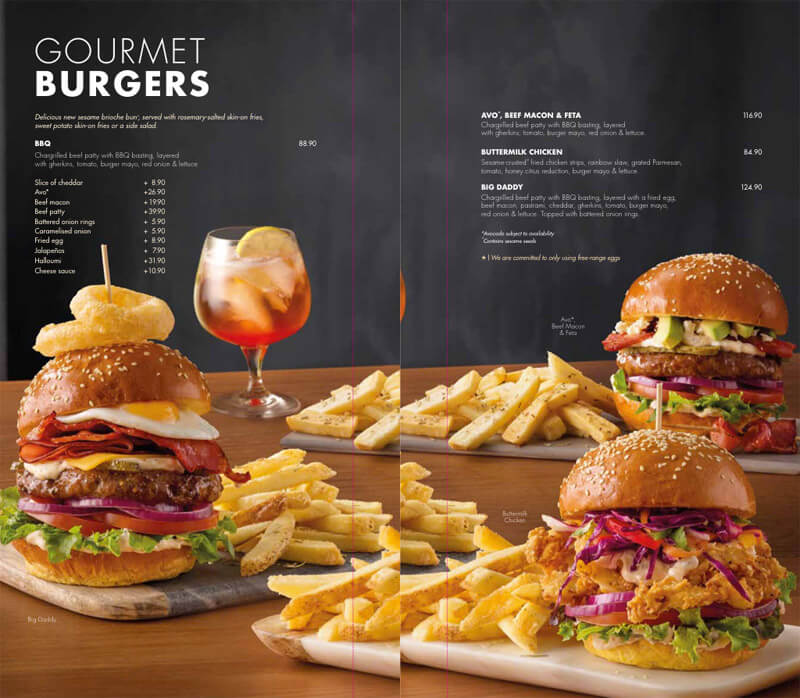 GOURMET
BURGERS
Delicious new sesame brioche bun^, served with rosemary-salted skin-on fries,
sweet potato skin-on fries or a side salad.
BBQ 88.90
Chargrilled beef patty with BBQ basting, layered
with gherkins, tomato, burger mayo, red onion & lettuce.
Slice of cheddar + 8.90
Avo* +26.90
Beef macon +19.90
Beef patty +39.90
Battered onion rings + 5.90
Caramelised onion + 5.90
Fried egg + 8.90
Jalapeños + 7.90
Halloumi +31.90
Cheese sauce +10.90
Big Daddy
AVO*, BEEF MACON & FETA 116.90
Chargrilled beef patty with BBQ basting, layered
with gherkins, tomato, burger mayo, red onion & lettuce.
BUTTERMILK CHICKEN 84.90
Sesame-crusted^ fried chicken strips, rainbow slaw, grated Parmesan,
tomato, honey citrus reduction, burger mayo & lettuce.
BIG DADDY 124.90
Chargrilled beef patty with BBQ basting, layered with a fried egg,
beef macon, pastrami, cheddar, gherkins, tomato, burger mayo,
red onion & lettuce. Topped with battered onion rings.
*Avocado subject to availability
^Contains sesame seeds
| We are committed to only using free-range eggs
Avo*,
Beef Macon
& Feta
Buttermilk
Chicken